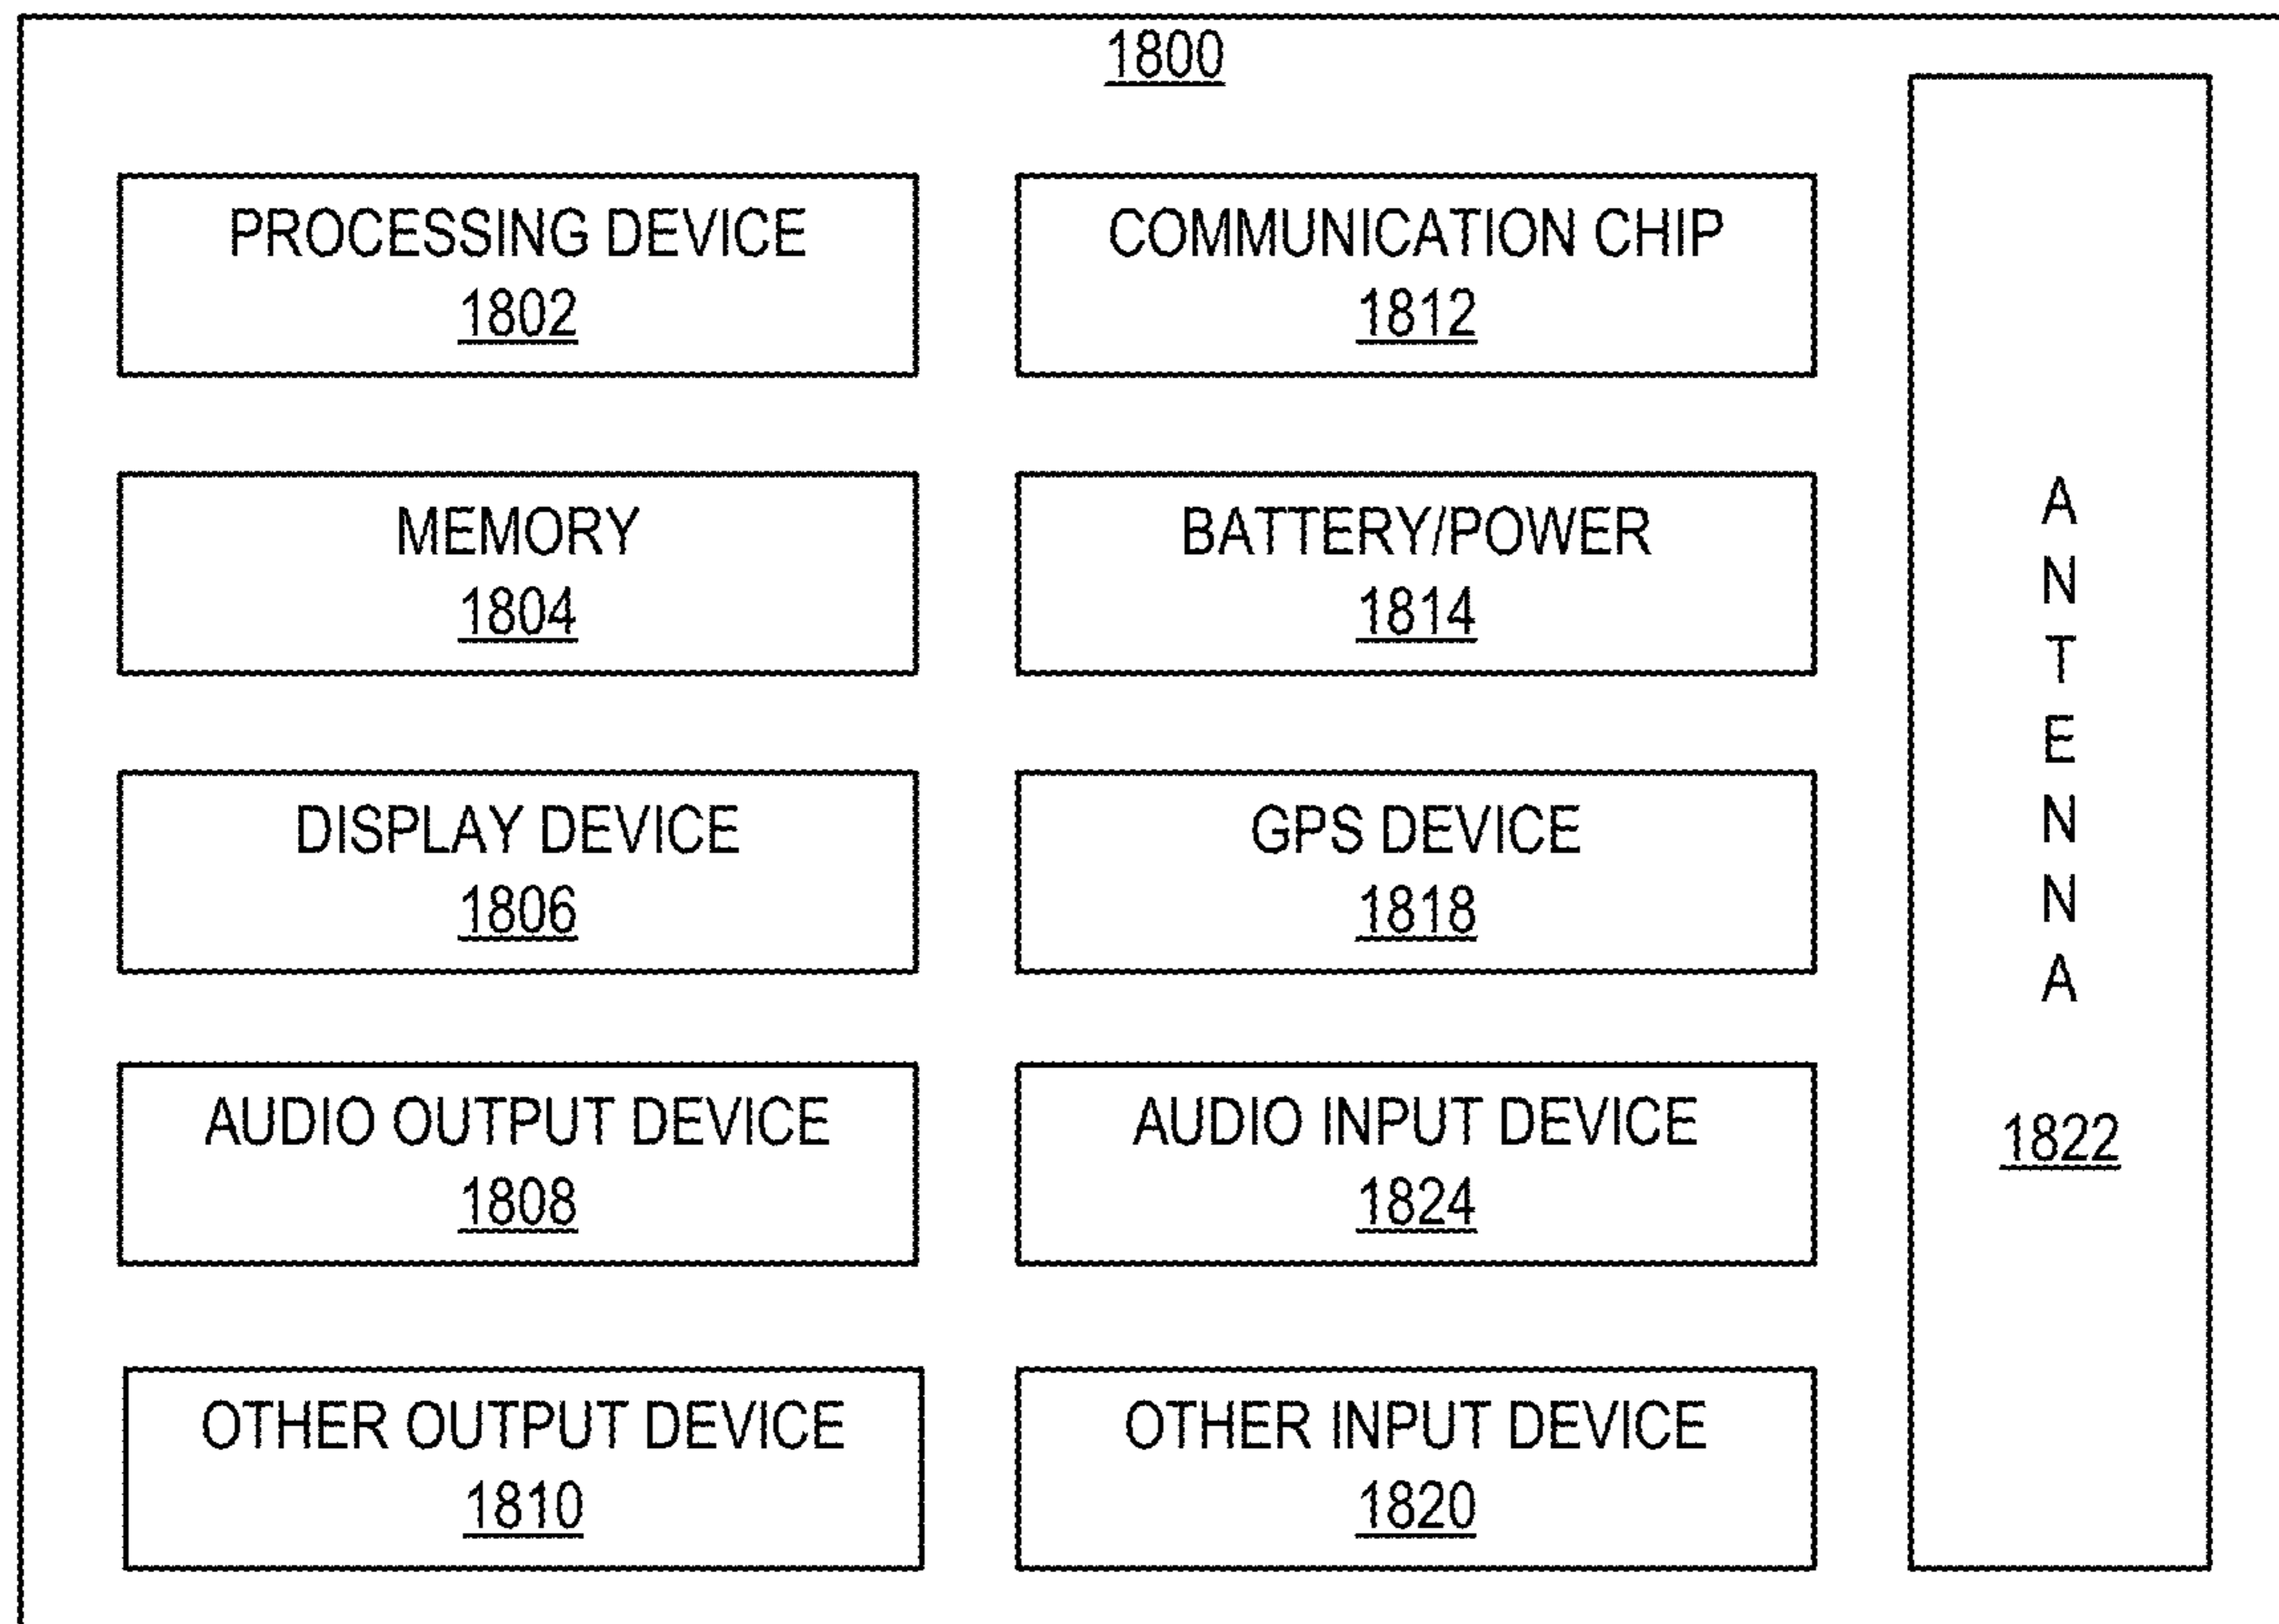 1800
PROCESSING DEVICE
1802
COMMUNICATION CHIP
1812
MEMORY
1804
BATTERY/POWER
1814
DISPLAY DEVICE
1806
GPS DEVICE
1818
AUDIO OUTPUT DEVICE
1808
AUDIO INPUT DEVICE
1824
OTHER OUTPUT DEVICE
1810
OTHER INPUT DEVICE
1820
ANTENNA
1822